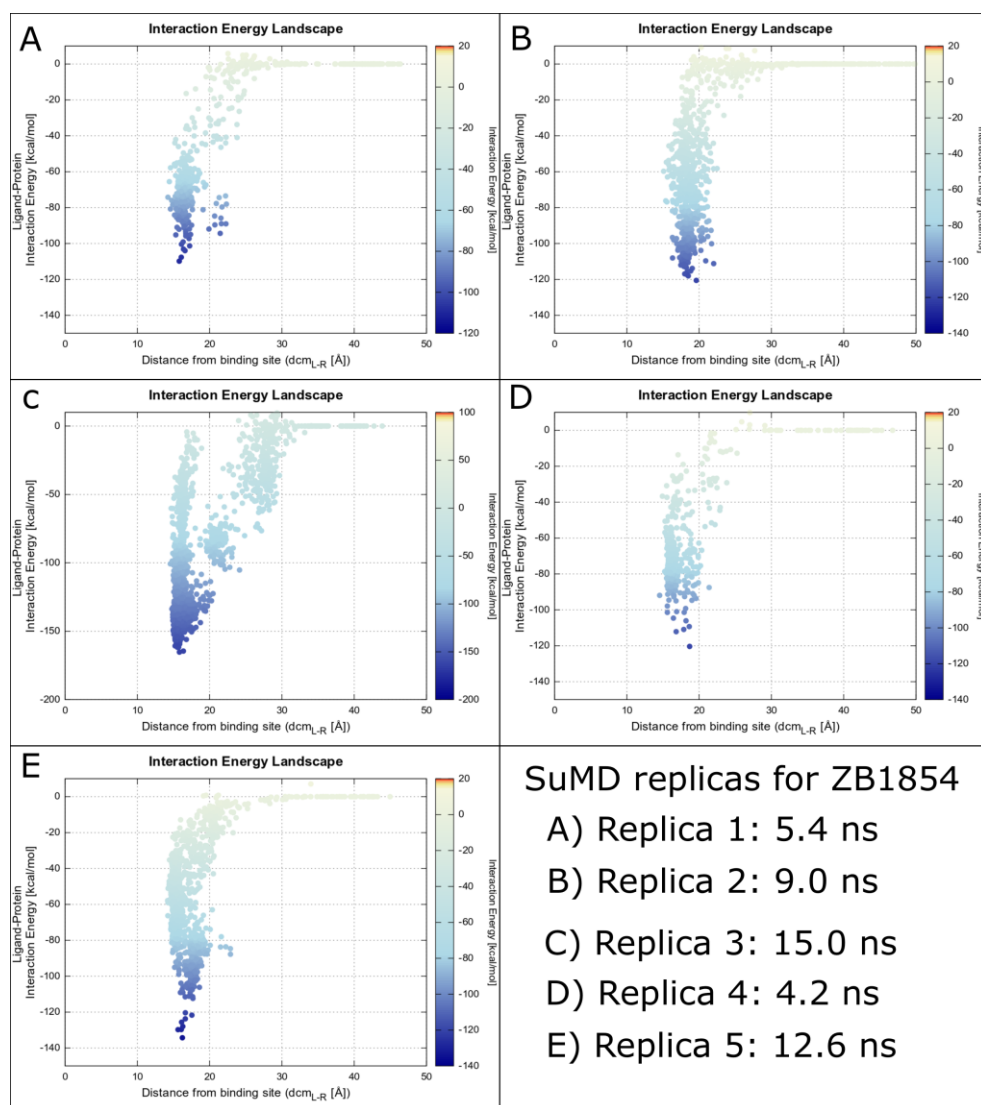 A
Interaction Energy Landscape
Ligand-Protein
Interaction Energy [kcal/mol]
0
-20
-40
-60
-80
-100
-120
-140
0 10 20 30 40 50
Distance from binding site (dcmL-R [Å])
20
0
-20
-40
-60
-80
-100
-120
Interaction Energy [kcal/mol]
B
Interaction Energy Landscape
Ligand-Protein
Interaction Energy [kcal/mol]
0
-20
-40
-60
-80
-100
-120
-140
0 10 20 30 40 50
Distance from binding site (dcmL-R [Å])
20
0
-20
-40
-60
-80
-100
-120
-140
C
Interaction Energy Landscape
Ligand-Protein
Interaction Energy [kcal/mol]
0
-50
-100
-150
-200
0 10 20 30 40 50
Distance from binding site (dcmL-R [Å])
100
50
0
-50
-100
-150
-200
Interaction Energy [kcal/mol]
D
Interaction Energy Landscape
Ligand-Protein
Interaction Energy [kcal/mol]
0
-20
-40
-60
-80
-100
-120
-140
0 10 20 30 40 50
Distance from binding site (dcmL-R [Å])
20
0
-20
-40
-60
-80
-100
-120
-140
E
Interaction Energy Landscape
Ligand-Protein
Interaction Energy [kcal/mol]
0
-20
-40
-60
-80
-100
-120
-140
-150
0 10 20 30 40 50
Distance from binding site (dcmL-R [Å])
20
0
-20
-40
-60
-80
-100
-120
-140
Interaction Energy [kcal/mol]
SuMD replicas for ZB1854
A) Replica 1: 5.4 ns
B) Replica 2: 9.0 ns
C) Replica 3: 15.0 ns
D) Replica 4: 4.2 ns
E) Replica 5: 12.6 ns